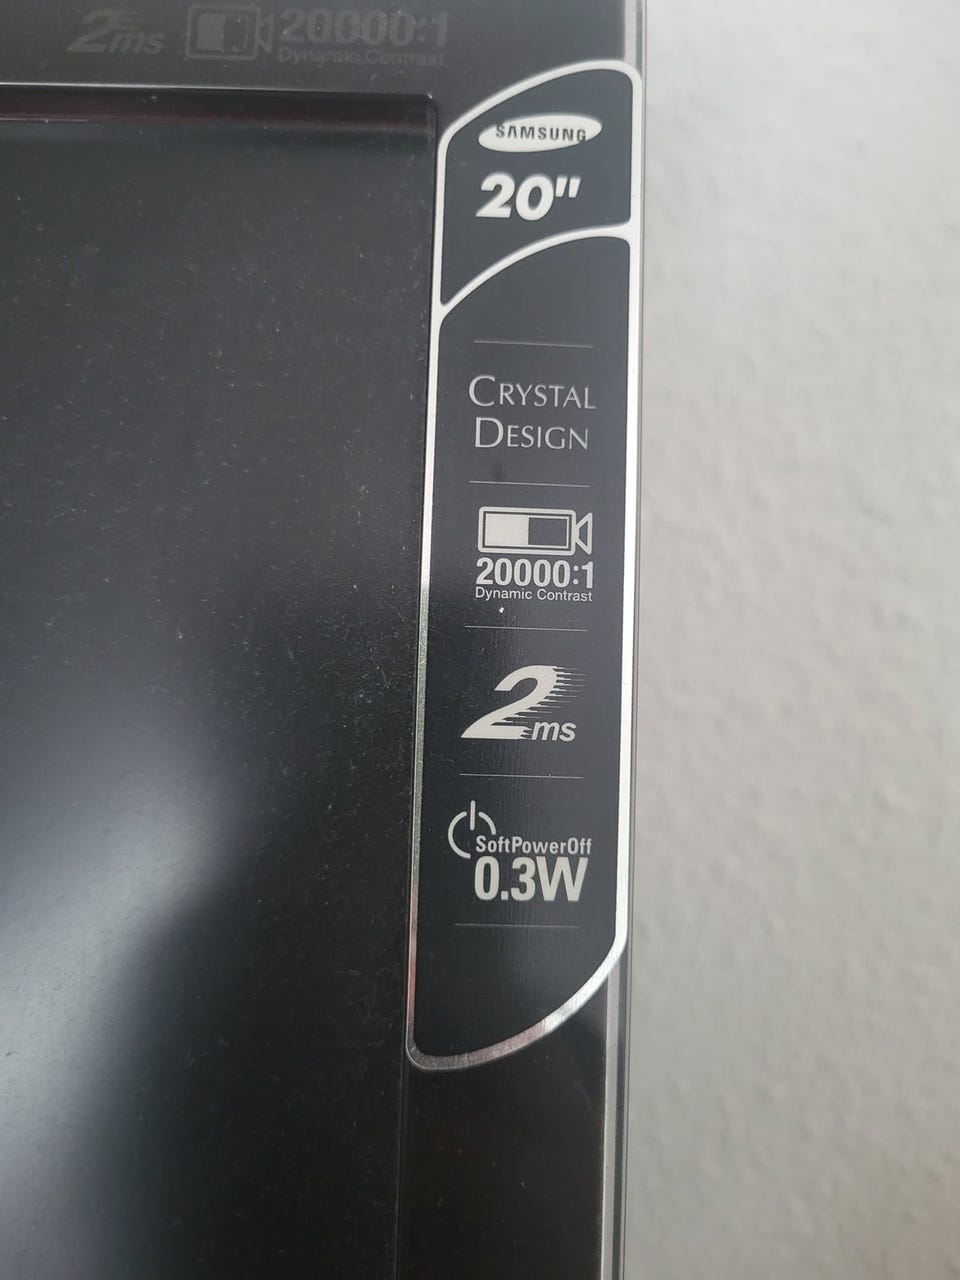 2ms 20000:1
Dynamic Contrast
SAMSUNG
20"
CRYSTAL
DESIGN
20000:1
Dynamic Contrast
2ms
SoftPowerOff
0.3W